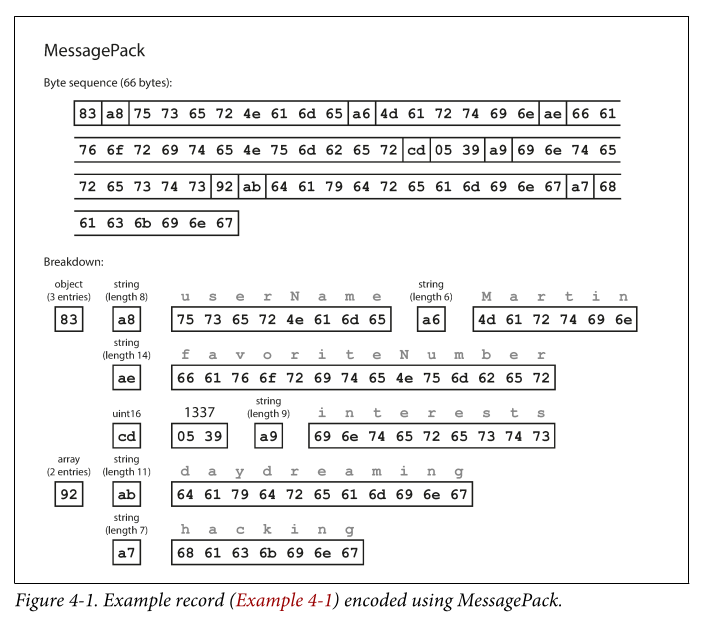 MessagePack
Byte sequence (66 bytes):
83 a8 75 73 65 72 4e 61 6d 65 a6 4d 61 72 74 69 6e ae 66 61
76 6f 72 69 74 65 4e 75 6d 62 65 72 cd 05 39 a9 69 6e 74 65
72 65 73 74 73 92 ab 64 61 79 64 72 65 61 6d 69 6e 67 a7 68
61 63 6b 69 6e 67
Breakdown:
object
(3 entries)
string
(length 8)
u s e r N a m e
string
(length 6)
M a r t i n
83 a8 75 73 65 72 4e 61 6d 65 a6 4d 61 72 74 69 6e
string
(length 14)
f a v o r i t e N u m b e r
ae 66 61 76 6f 72 69 74 65 4e 75 6d 62 65 72
uint16
1337
string
(length 9)
i n t e r e s t s
cd 05 39 a9 69 6e 74 65 72 65 73 74 73
array
(2 entries)
string
(length 11)
d a y d r e a m i n g
92 ab 64 61 79 64 72 65 61 6d 69 6e 67
string
(length 7)
h a c k i n g
a7 68 61 63 6b 69 6e 67
Figure 4-1. Example record (Example 4-1) encoded using MessagePack.